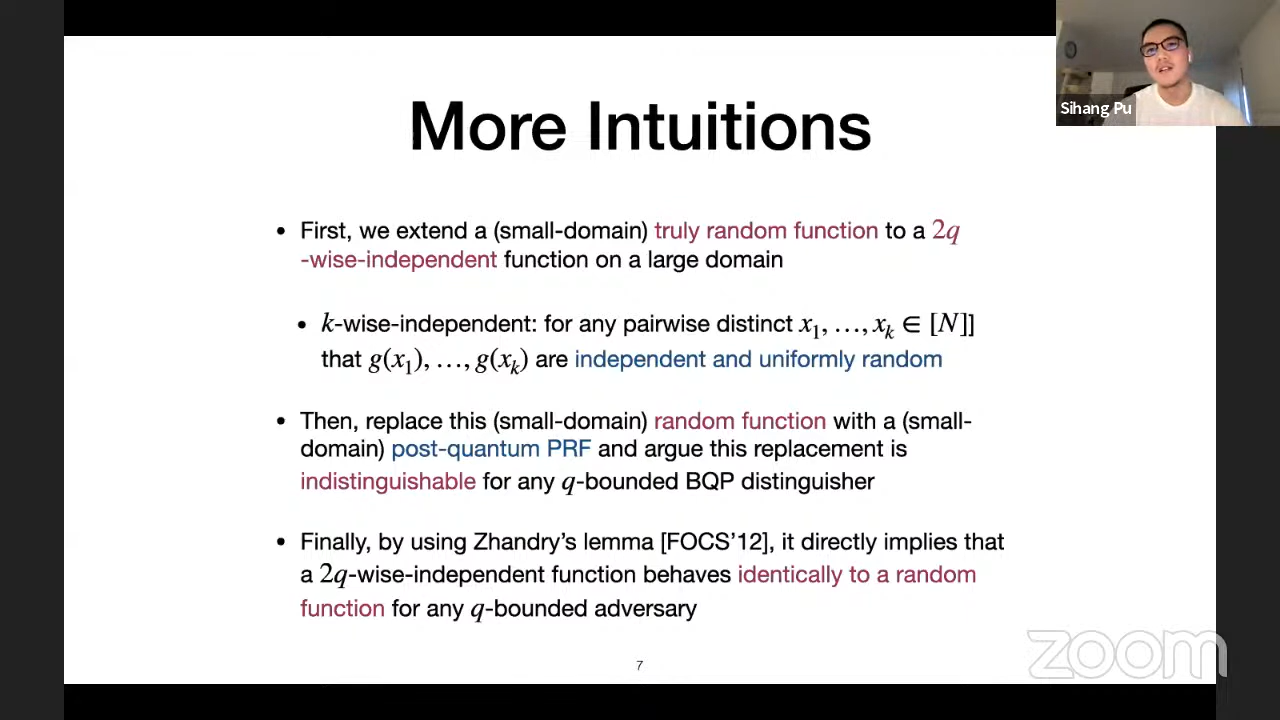 Sihang Pu
More Intuitions
• First, we extend a (small-domain) truly random function to a 2q
-wise-independent function on a large domain
• k-wise-independent: for any pairwise distinct x₁, …, xₖ ∈ [N]]
that g(x₁), …, g(xₖ) are independent and uniformly random
• Then, replace this (small-domain) random function with a (small-
domain) post-quantum PRF and argue this replacement is
indistinguishable for any q-bounded BQP distinguisher
• Finally, by using Zhandry’s lemma [FOCS’12], it directly implies that
a 2q-wise-independent function behaves identically to a random
function for any q-bounded adversary
zoom
7